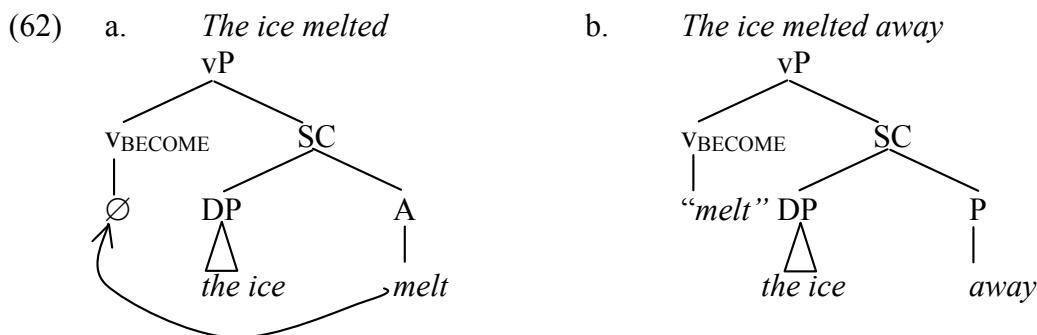 (62) a. The ice melted b. The ice melted away
vP vP
vBECOME SC vBECOME SC
∅ DP A “melt” DP P
the ice melt the ice away